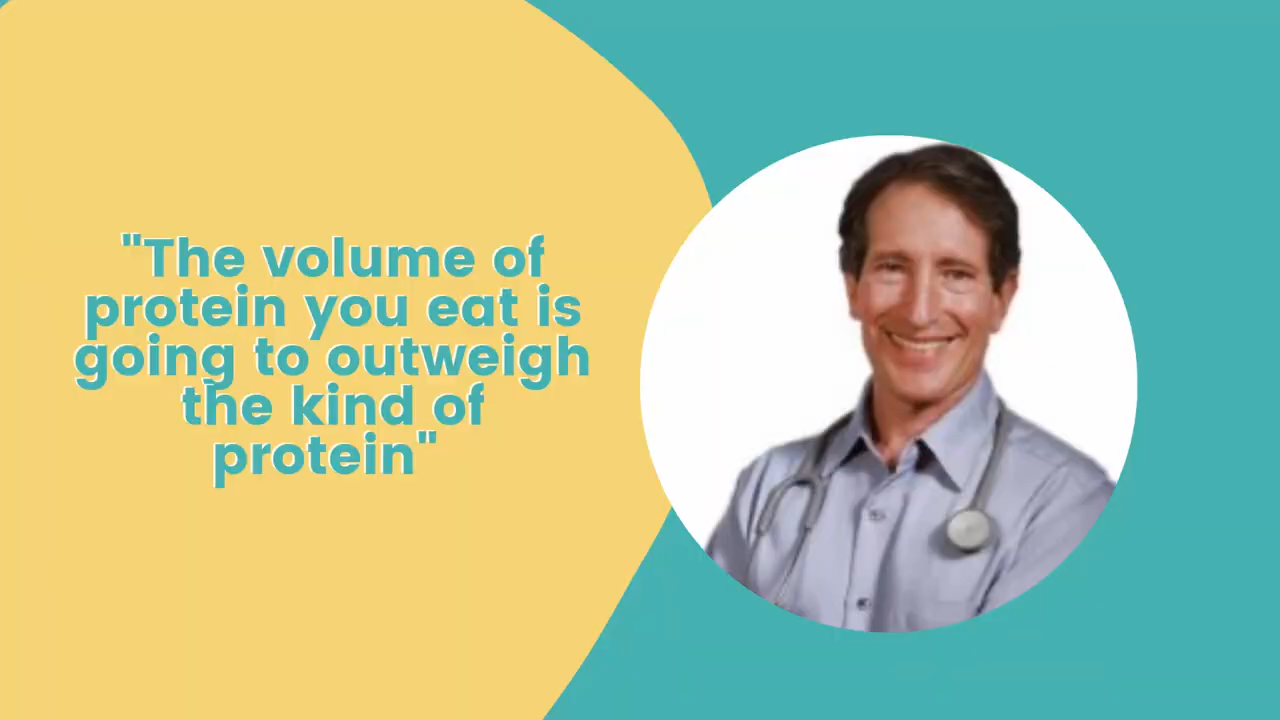 "The volume of
protein you eat is
going to outweigh
the kind of
protein"